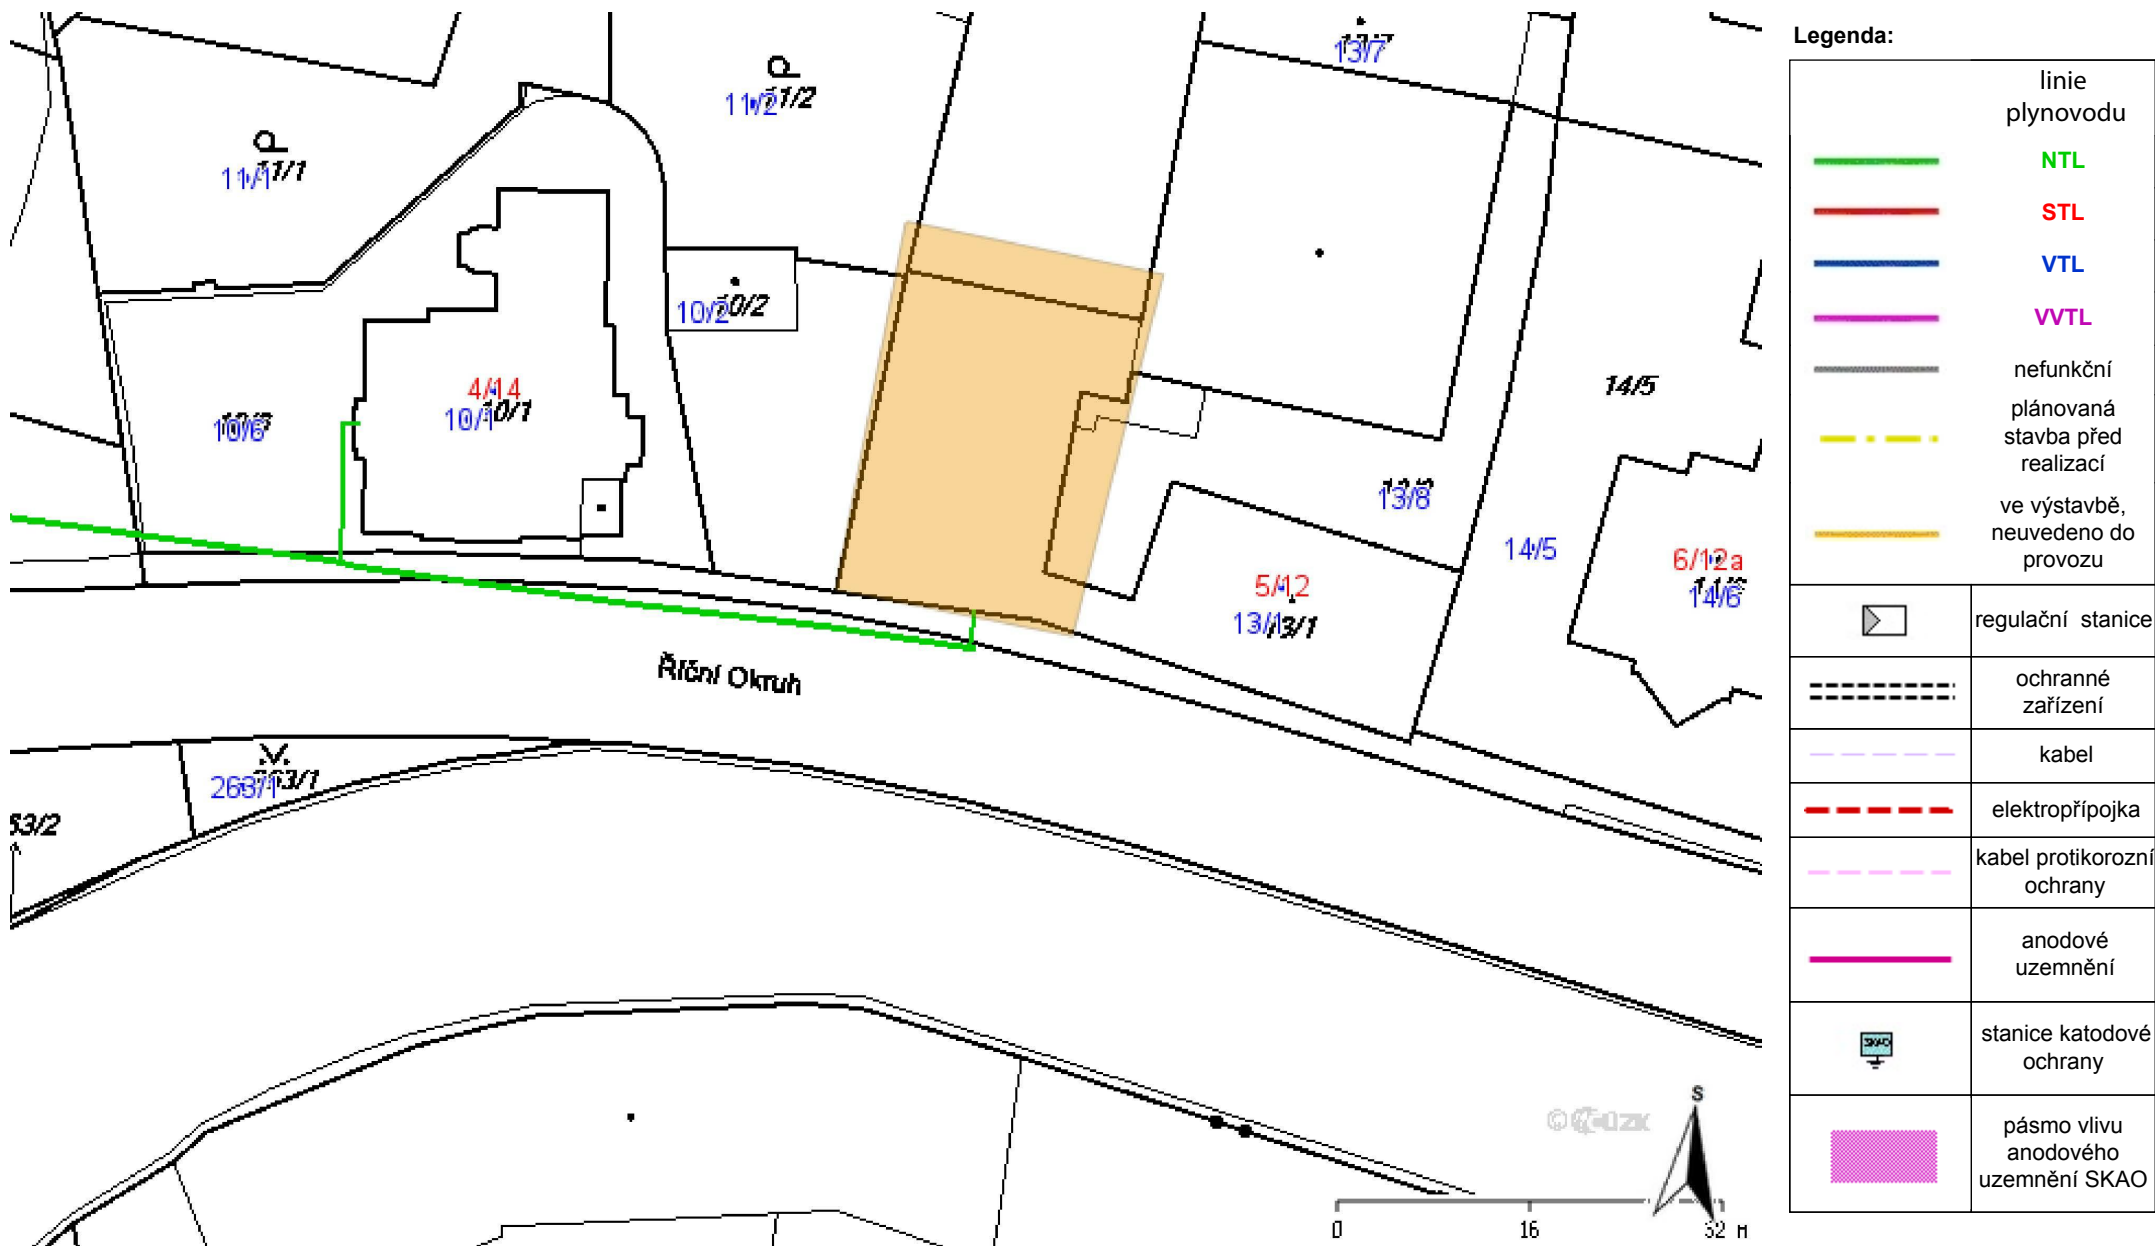 13/7
11/2
11/1
10/2
4/14
10/1
10/6
14/5
13/8
14/5
6/12a
14/6
5/12
13/1
13/1
Říční Okruh
263/1
53/2
0 16 32 M
S
Legenda:
linie
plynovodu
NTL
STL
VTL
VVTL
nefunkční
plánovaná
stavba před
realizací
ve výstavbě,
neuvedeno do
provozu
regulační stanice
ochranné
zařízení
kabel
elektropřípojka
kabel protikorozní
ochrany
anodové
uzemnění
SKAO
stanice katodové
ochrany
pásmo vlivu
anodového
uzemnění SKAO